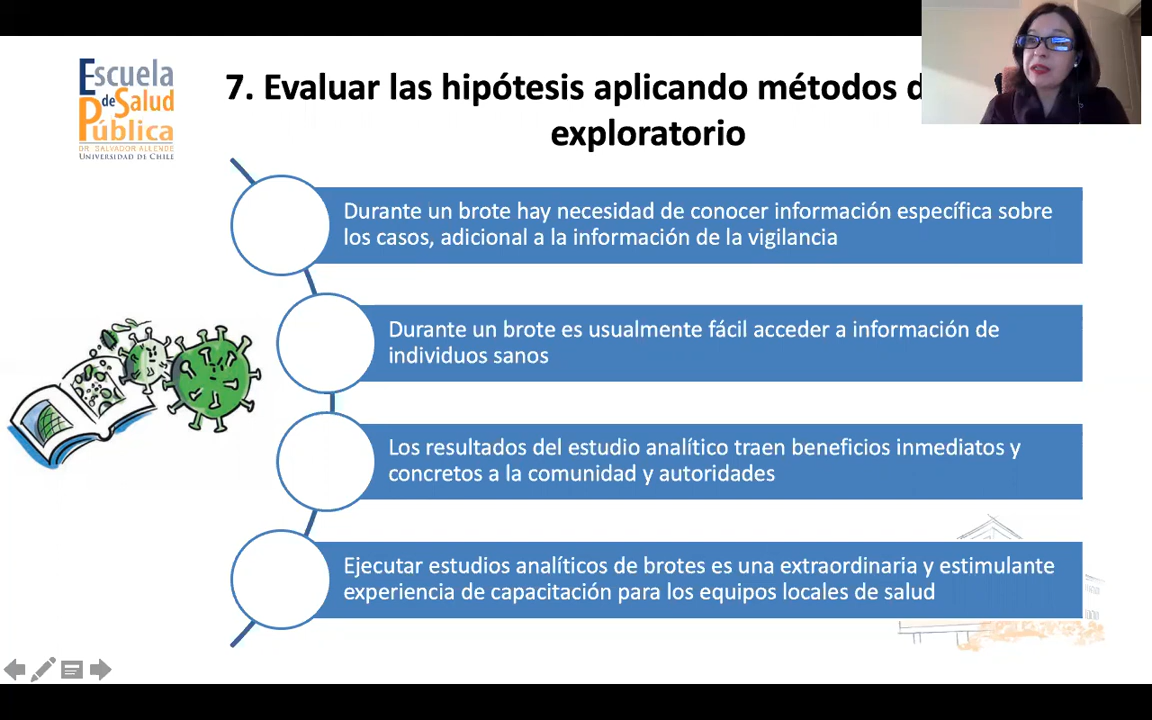 Escuela
de Salud
Pública
DR. SALVADOR ALLENDE
UNIVERSIDAD DE CHILE
7. Evaluar las hipótesis aplicando métodos
exploratorio
Durante un brote hay necesidad de conocer información específica sobre
los casos, adicional a la información de la vigilancia
Durante un brote es usualmente fácil acceder a información de
individuos sanos
Los resultados del estudio analítico traen beneficios inmediatos y
concretos a la comunidad y autoridades
Ejecutar estudios analíticos de brotes es una extraordinaria y estimulante
experiencia de capacitación para los equipos locales de salud